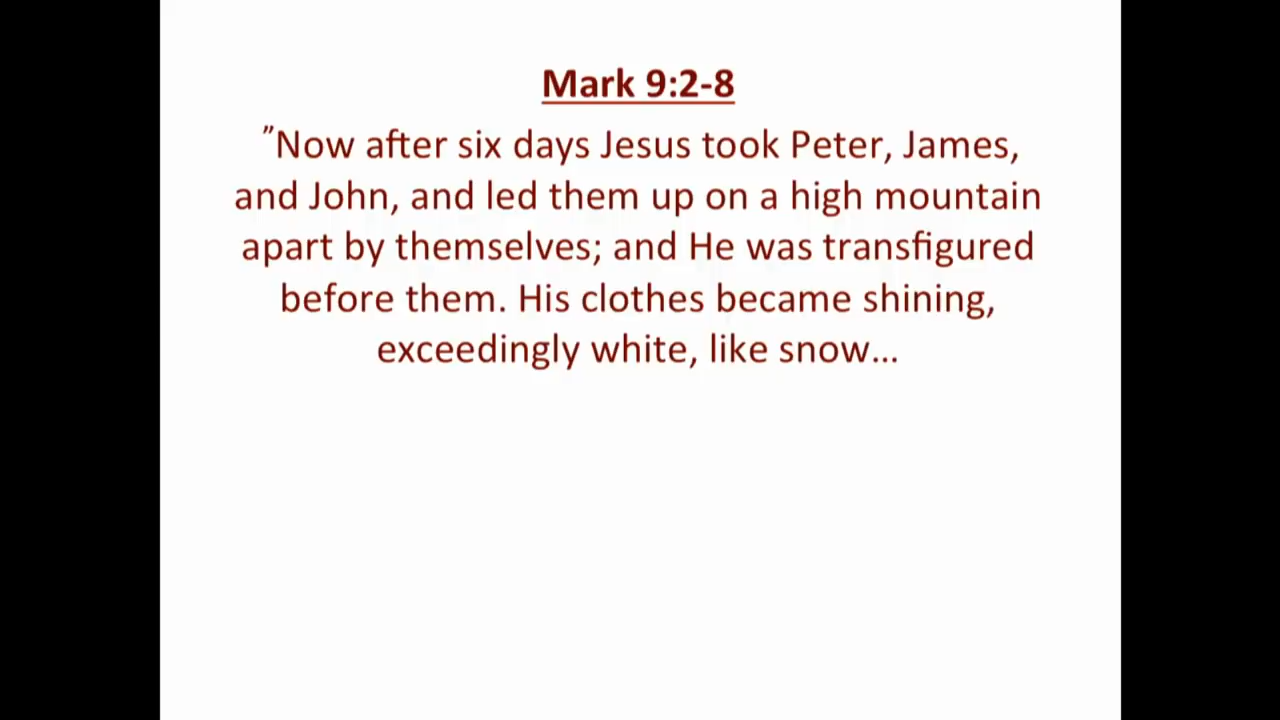 Mark 9:2-8
"Now after six days Jesus took Peter, James,
and John, and led them up on a high mountain
apart by themselves; and He was transfigured
before them. His clothes became shining,
exceedingly white, like snow…